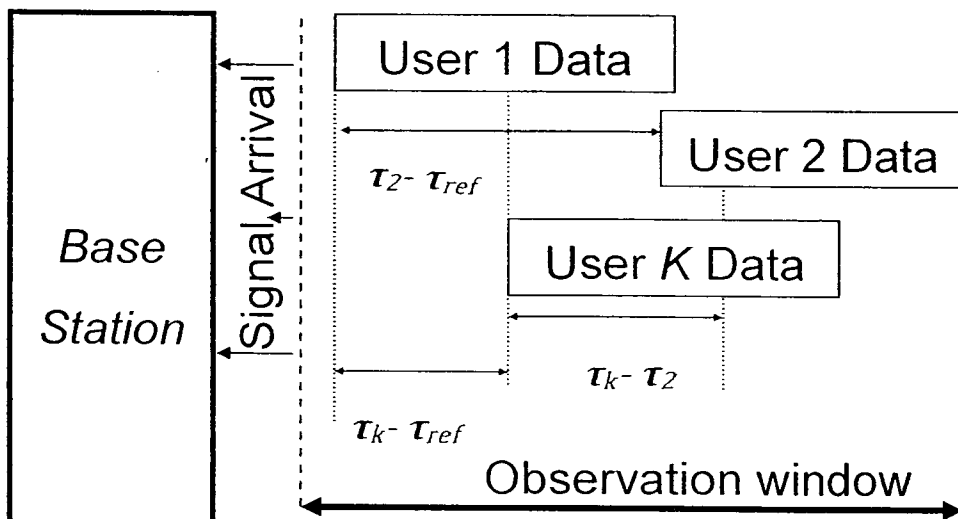 User 1 Data
User 2 Data
τ2- τref
Signal Arrival
Base
Station
User K Data
τk- τ2
τk- τref
Observation window